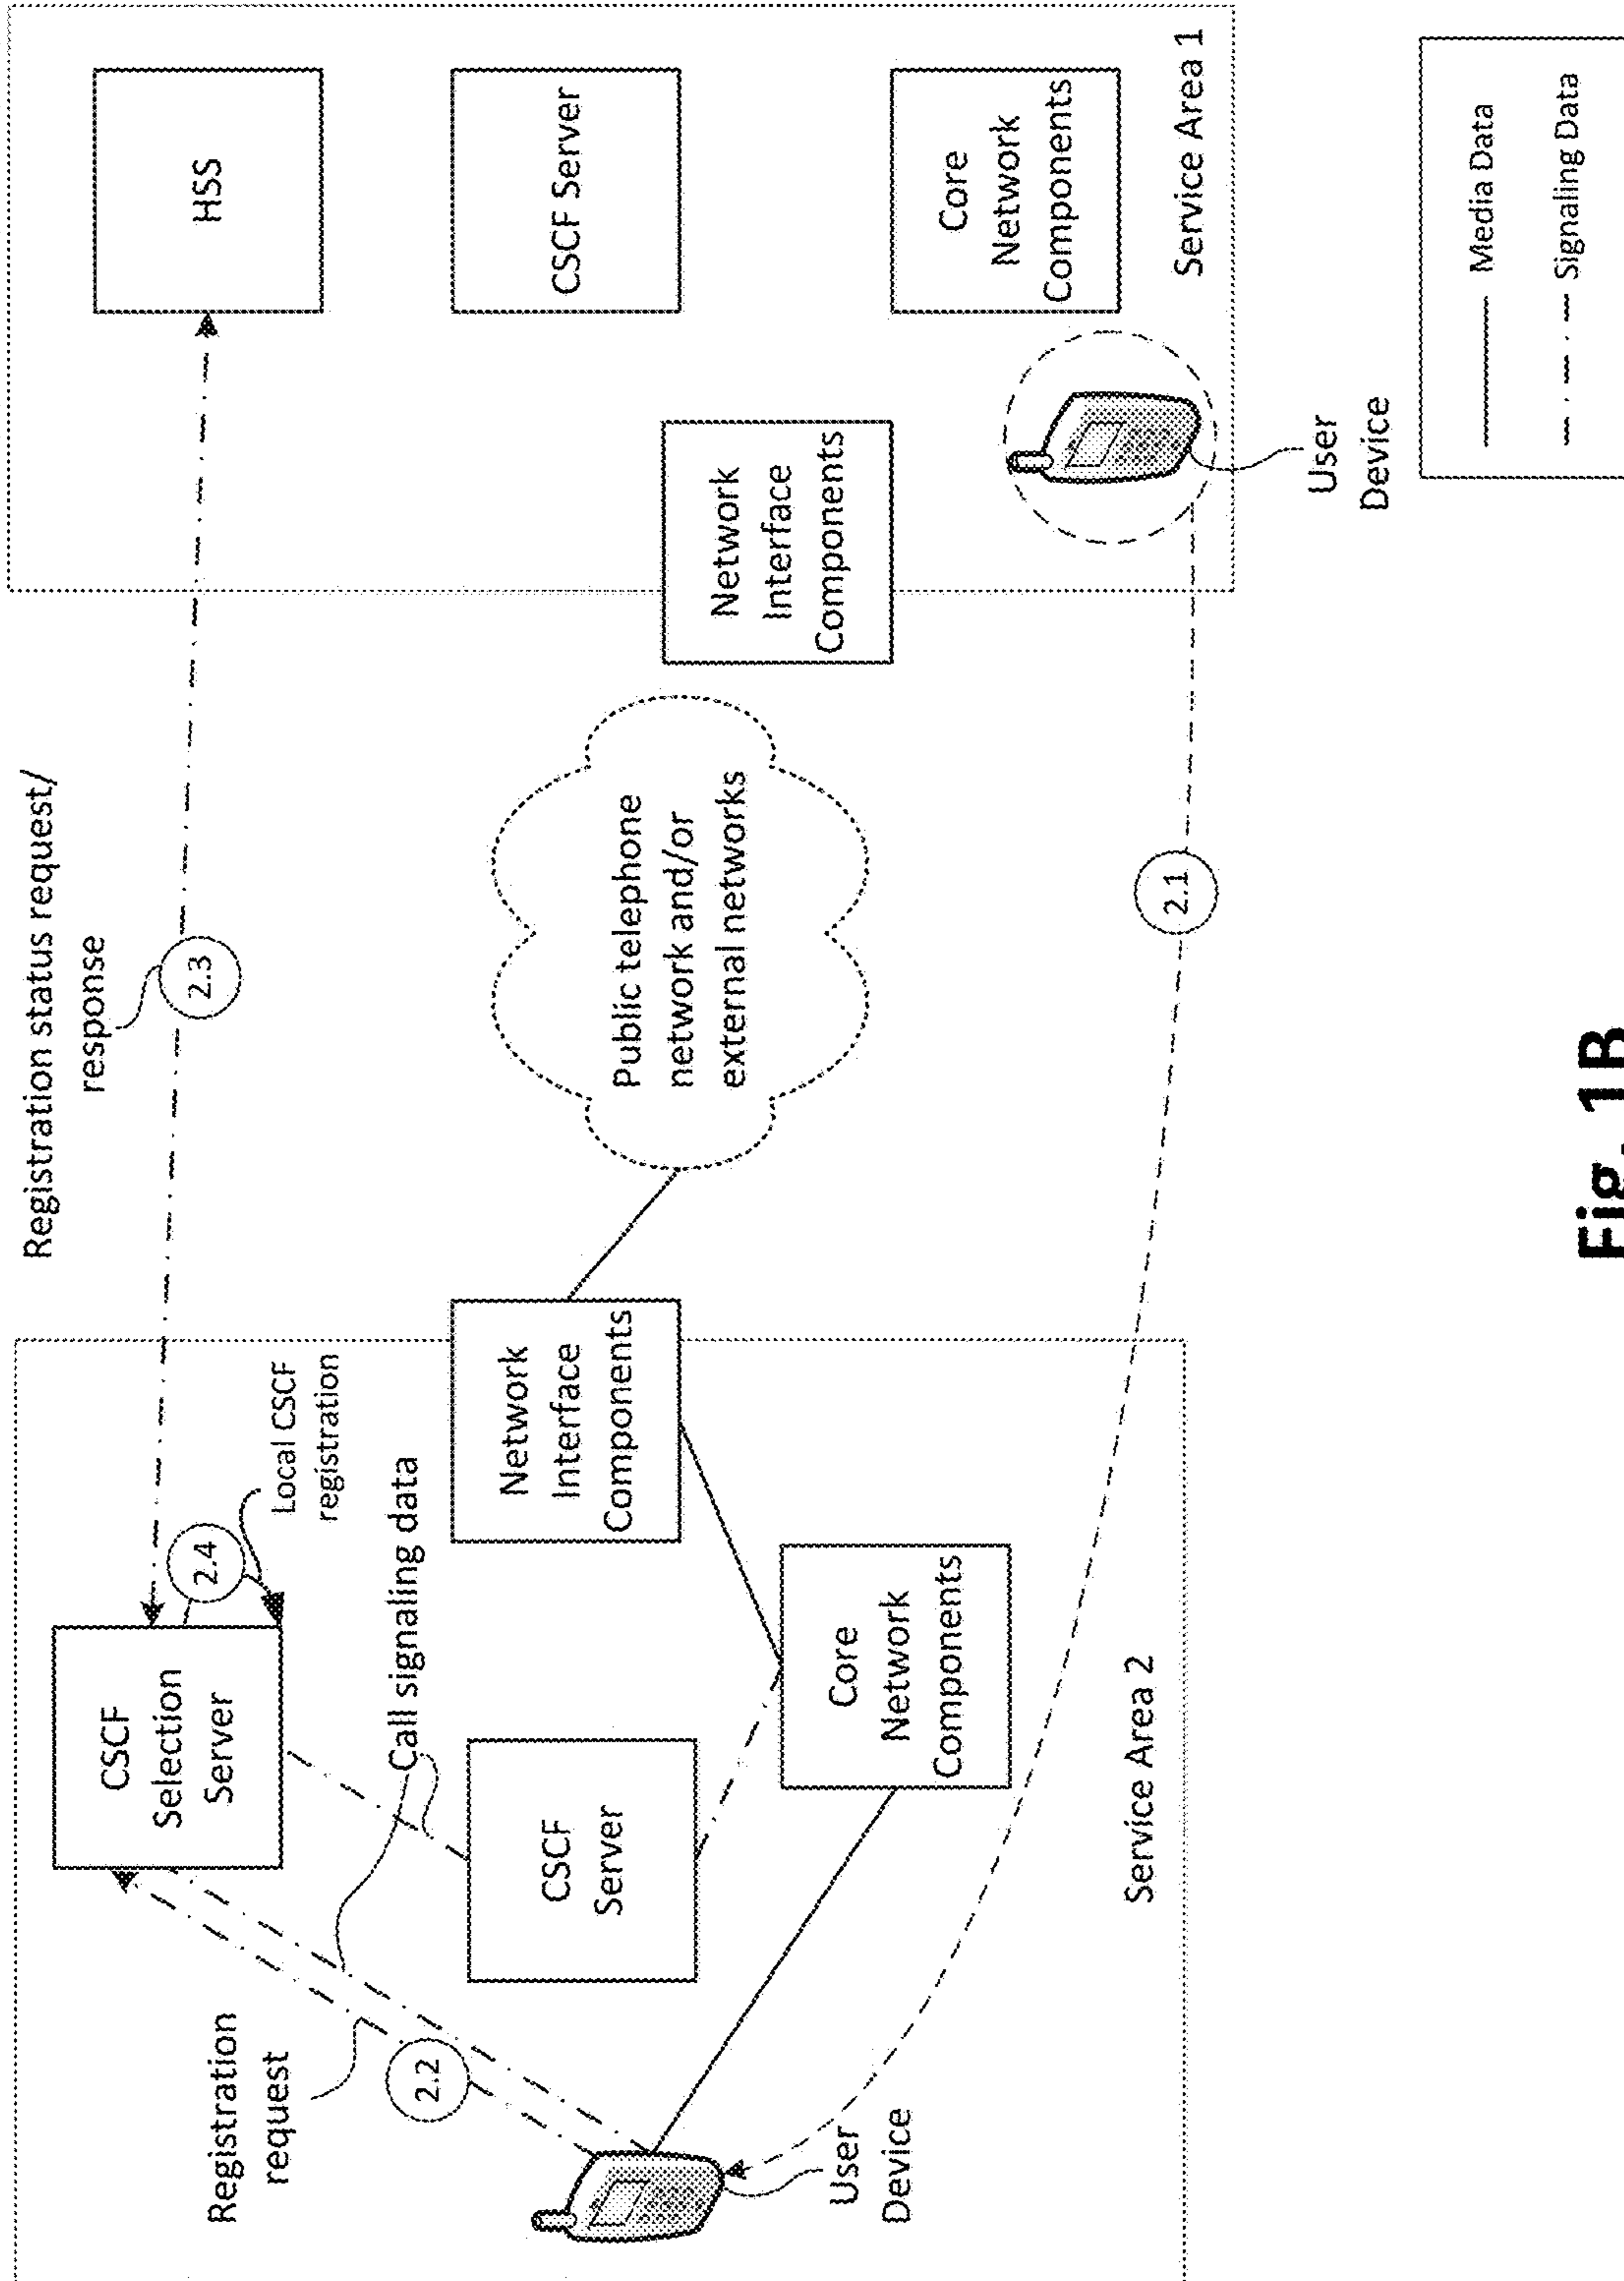 Registration status request/
response
2.3
HSS
CSCF
Selection
Server
2.4
Local CSCF
registration
Registration
request
2.2
Call signaling data
CSCF Server
CSCF
Server
Network
Interface
Components
Public telephone
network and/or
external networks
Network
Interface
Components
Core
Network
Components
Core
Network
Components
User
Device
2.1
Service Area 2
Service Area 1
User
Device
Media Data
Signaling Data
Fig. 1B